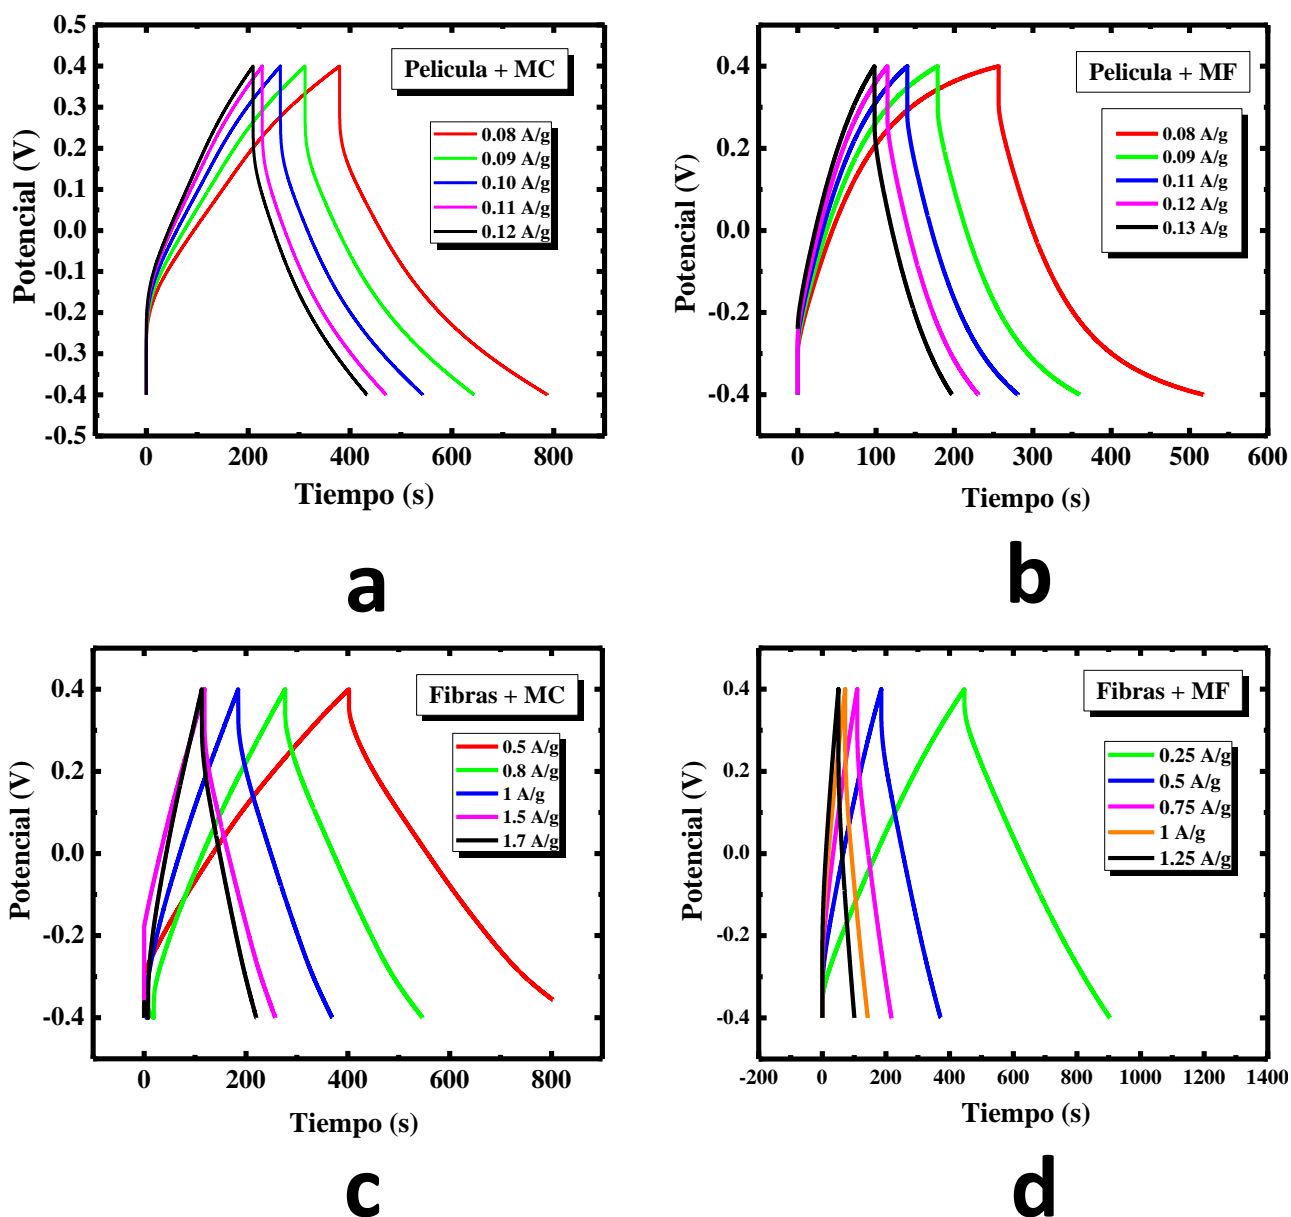 0.5
0.4
0.3
0.2
0.1
0.0
-0.1
-0.2
-0.3
-0.4
-0.5
Potencial (V)
Pelicula + MC
0.08 A/g
0.09 A/g
0.10 A/g
0.11 A/g
0.12 A/g
0 200 400 600 800
Tiempo (s)
a
0.4
0.2
0.0
-0.2
-0.4
Potencial (V)
Pelicula + MF
0.08 A/g
0.09 A/g
0.11 A/g
0.12 A/g
0.13 A/g
0 100 200 300 400 500 600
Tiempo (s)
b
0.4
0.2
0.0
-0.2
-0.4
Potencial (V)
Fibras + MC
0.5 A/g
0.8 A/g
1 A/g
1.5 A/g
1.7 A/g
0 200 400 600 800
Tiempo (s)
c
0.4
0.2
0.0
-0.2
-0.4
Potencial (V)
Fibras + MF
0.25 A/g
0.5 A/g
0.75 A/g
1 A/g
1.25 A/g
-200 0 200 400 600 800 1000 1200 1400
Tiempo (s)
d